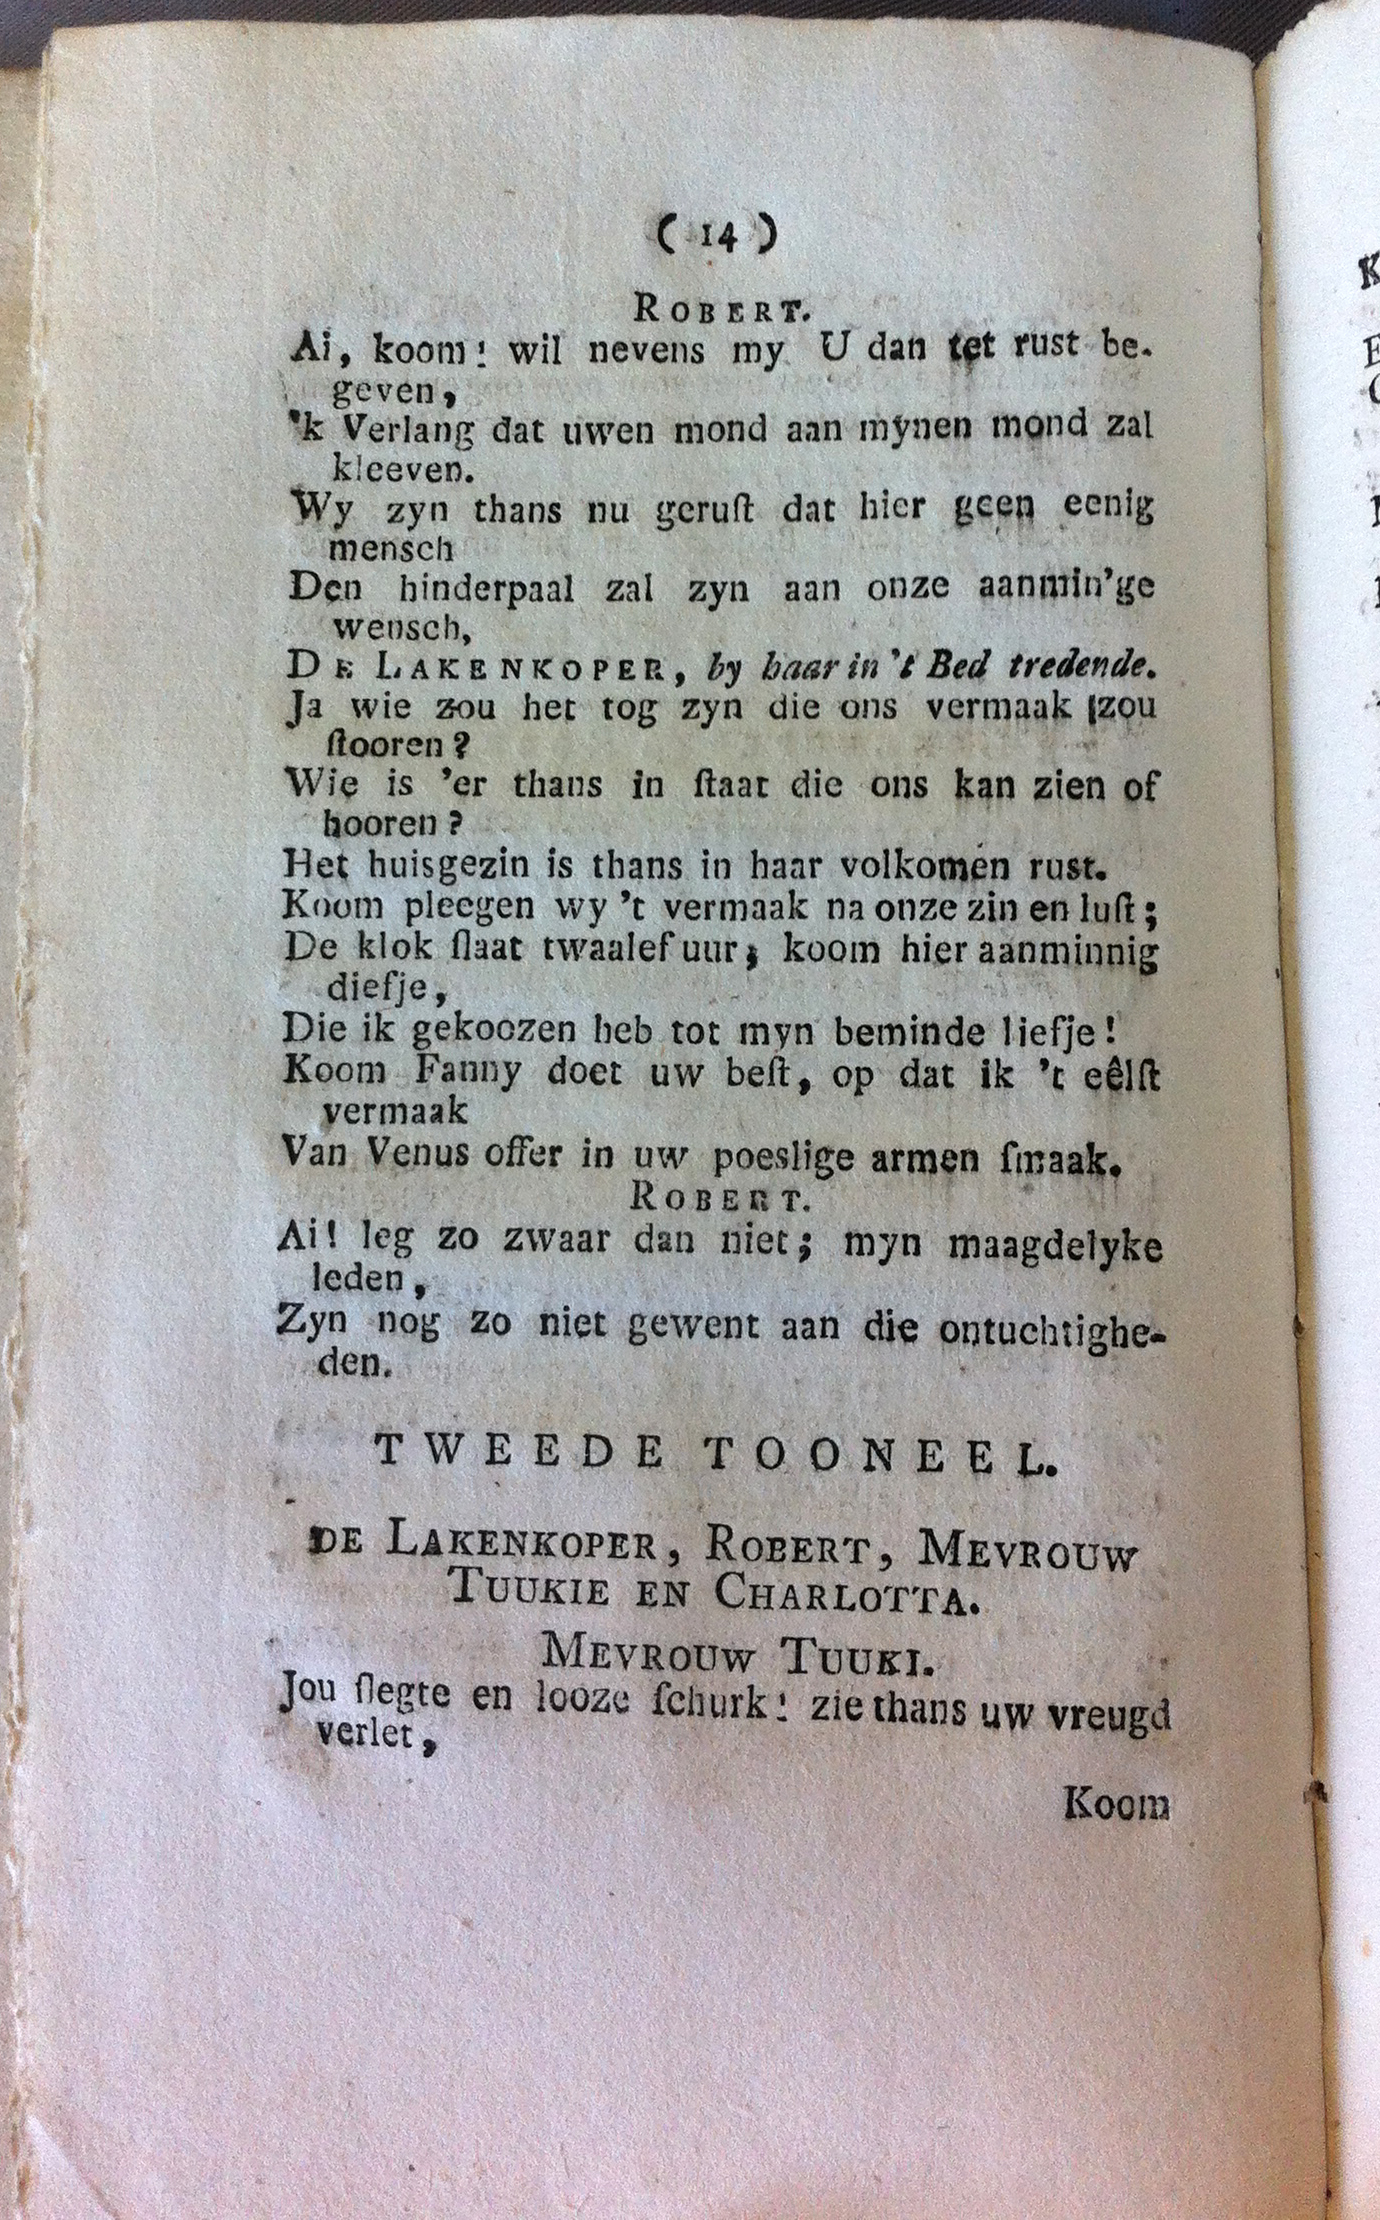 ( 14 )
ROBERT.
Ai, koom! wil nevens my U dan tet rust be-
geven,
'k Verlang dat uwen mond aan mynen mond zal
kleeven.
Wy zyn thans nu geruſt dat hier geen eenig
mensch
Den hinderpaal zal zyn aan onze aanmin'ge
wensch,
DE LAKENKOPER, by haar in 't Bed tredende.
Ja wie zou het tog zyn die ons vermaak zou
ſtooren?
Wie is 'er thans in ſtaat die ons kan zien of
hooren?
Het huisgezin is thans in haar volkomen rust.
Koom pleegen wy 't vermaak na onze zin en luſt;
De klok ſlaat twaalef uur; koom hier aanminnig
diefje,
Die ik gekoozen heb tot myn beminde liefje!
Koom Fanny doet uw beſt, op dat ik 't eêlſt
vermaak
Van Venus offer in uw poeslige armen ſmaak.
ROBERT.
Ai! leg zo zwaar dan niet; myn maagdelyke
leden,
Zyn nog zo niet gewent aan die ontuchtighe-
den.
TWEEDE TOONEEL.
DE LAKENKOPER, ROBERT, MEVROUW
TUUKIE EN CHARLOTTA.
MEVROUW TUUKI.
Jou ſlegte en looze ſchurk! zie thans uw vreugd
verlet,
Koom